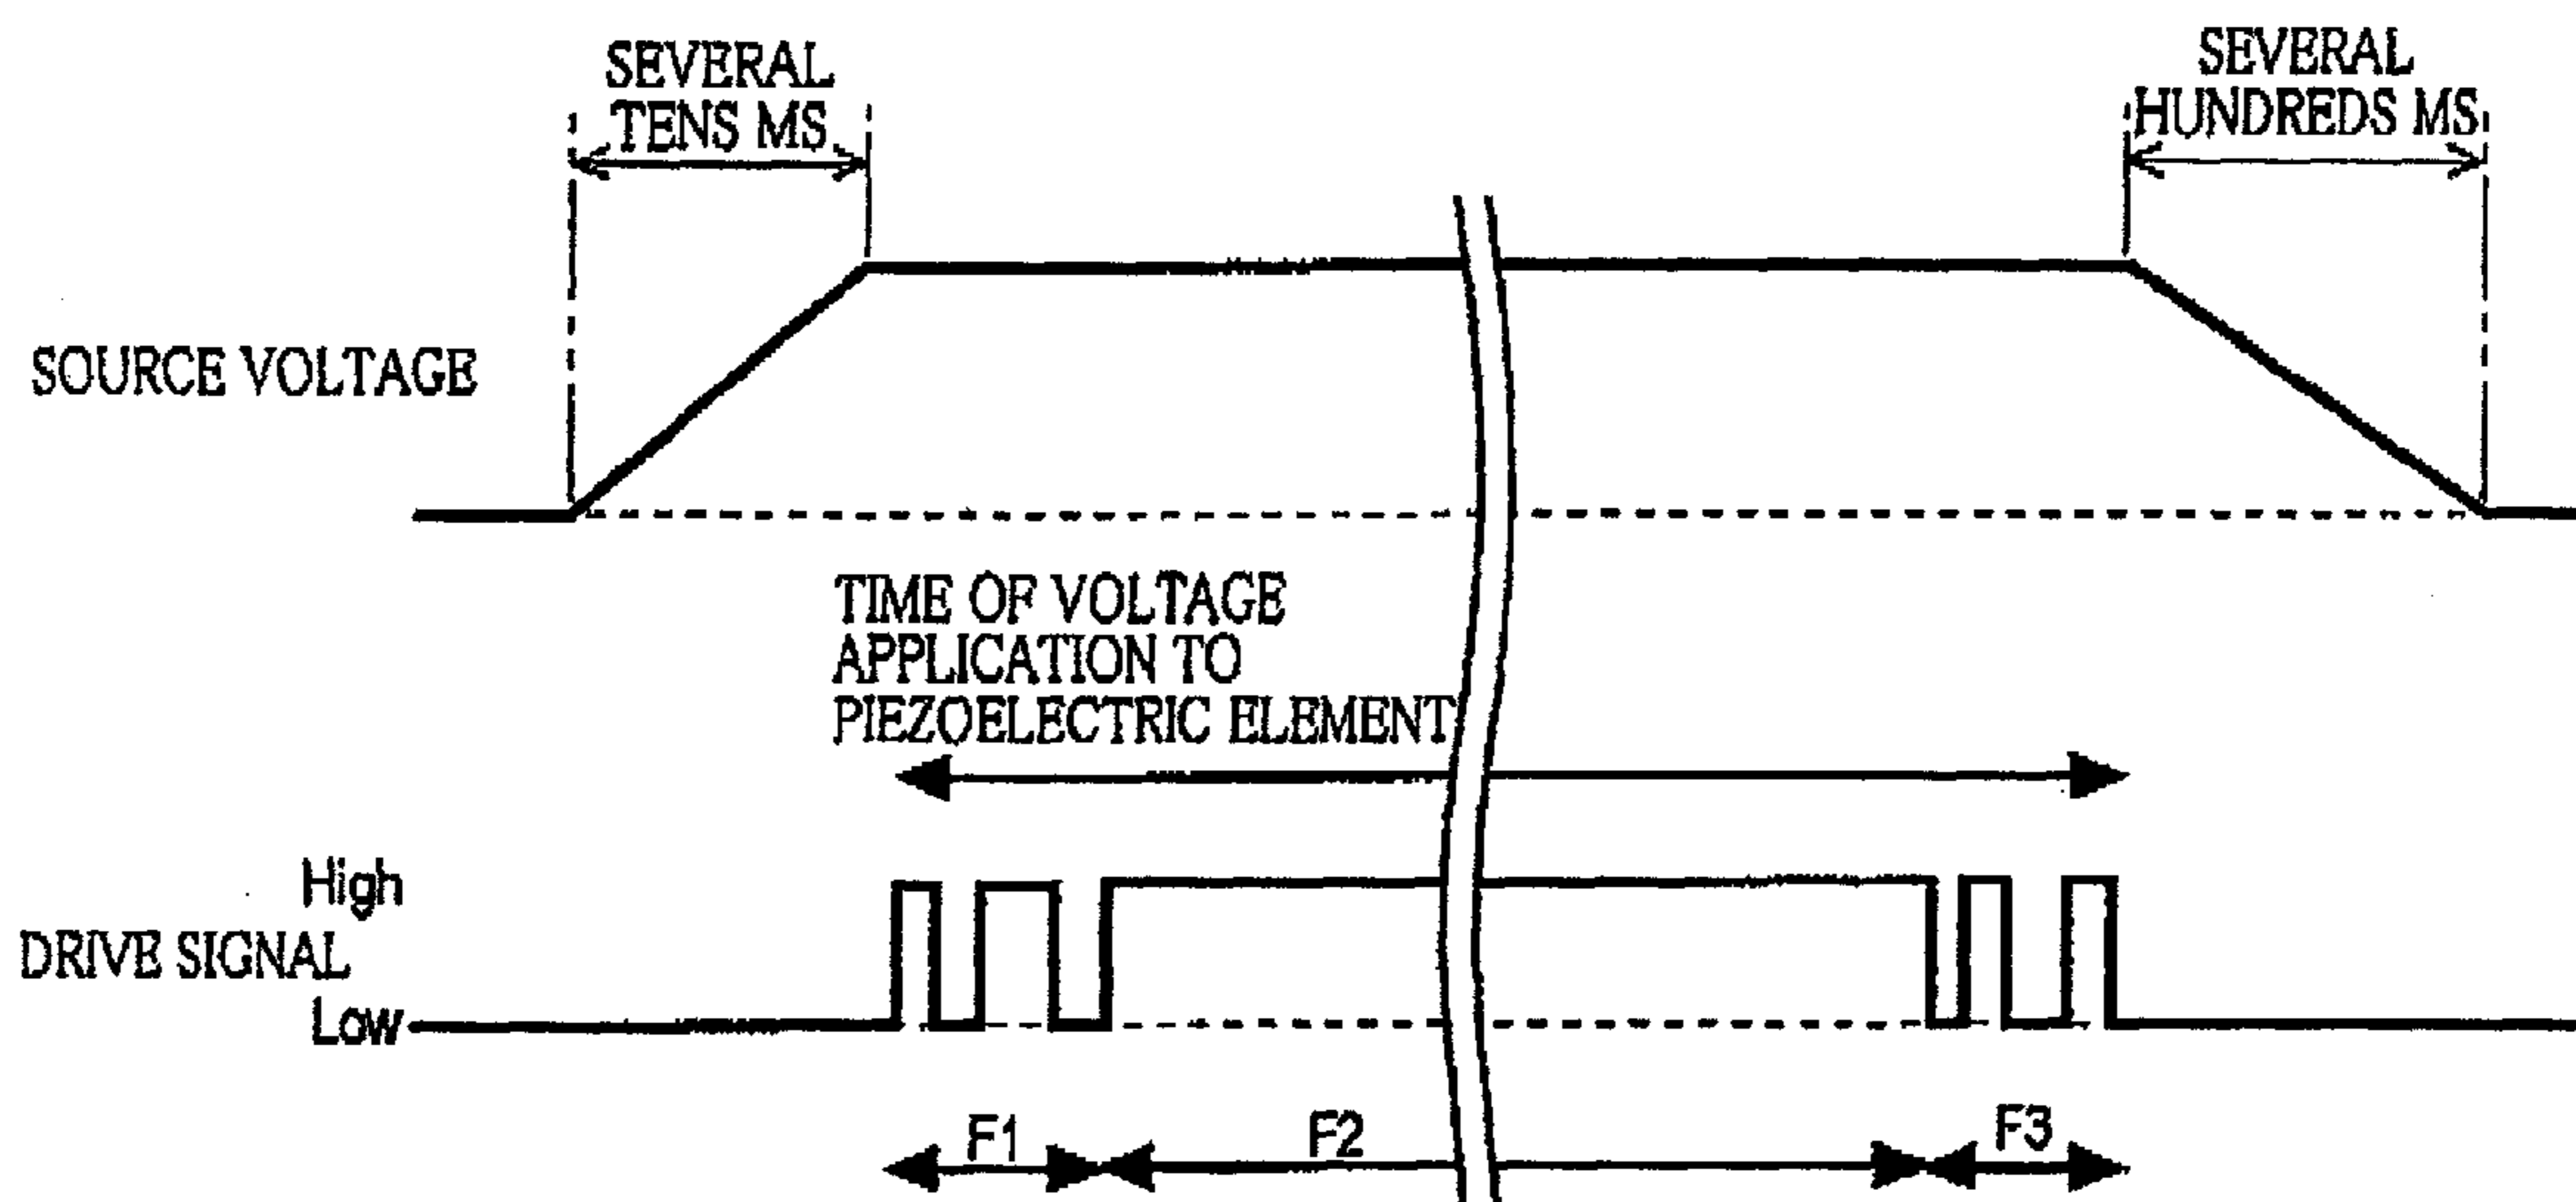 SEVERAL
TENS MS
SEVERAL
HUNDREDS MS
SOURCE VOLTAGE
TIME OF VOLTAGE
APPLICATION TO
PIEZOELECTRIC ELEMENT
High
DRIVE SIGNAL
Low
F1
F2
F3